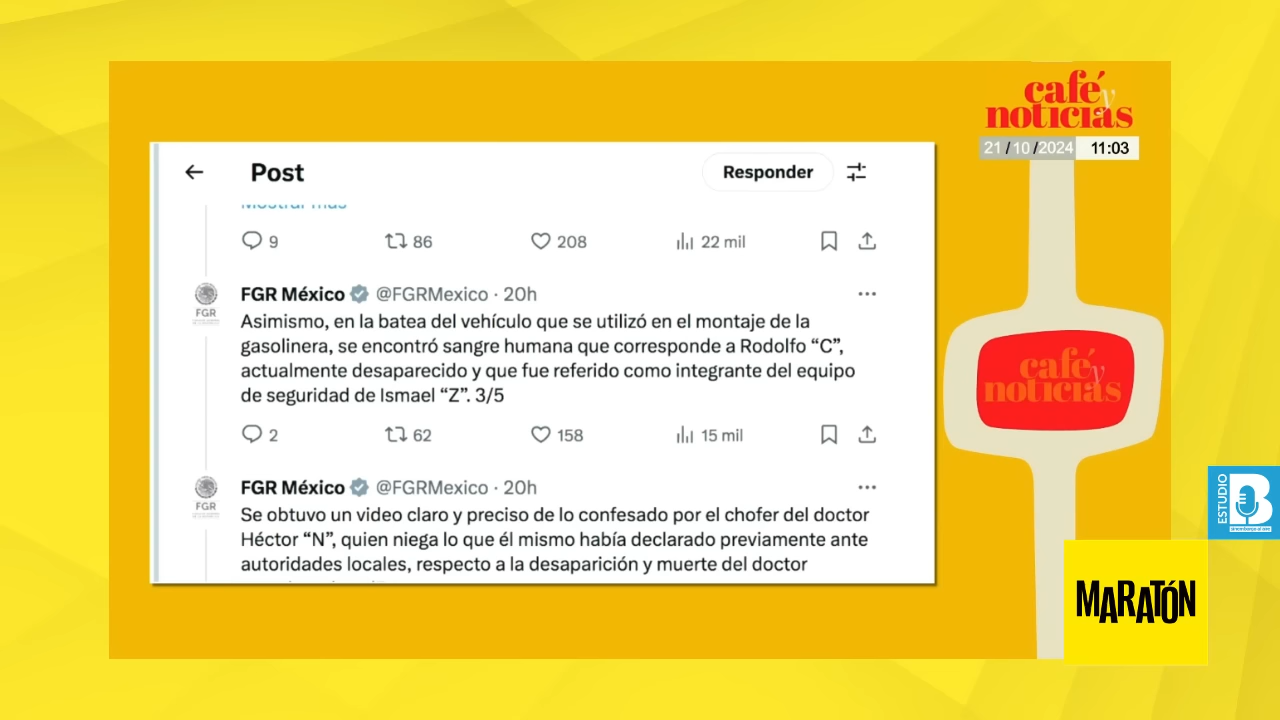 café y
noticias
21/10/2024 11:03
← Post
Responder
Mostrar más
9 86 208 22 mil
FGR México @FGRMexico · 20h
FGR
Asimismo, en la batea del vehículo que se utilizó en el montaje de la
gasolinera, se encontró sangre humana que corresponde a Rodolfo “C”,
actualmente desaparecido y que fue referido como integrante del equipo
de seguridad de Ismael “Z”. 3/5
2 62 158 15 mil
FGR México @FGRMexico · 20h
FGR
Se obtuvo un video claro y preciso de lo confesado por el chofer del doctor
Héctor “N”, quien niega lo que él mismo había declarado previamente ante
autoridades locales, respecto a la desaparición y muerte del doctor
café y
noticias
ESTUDIO
B
MARATÓN